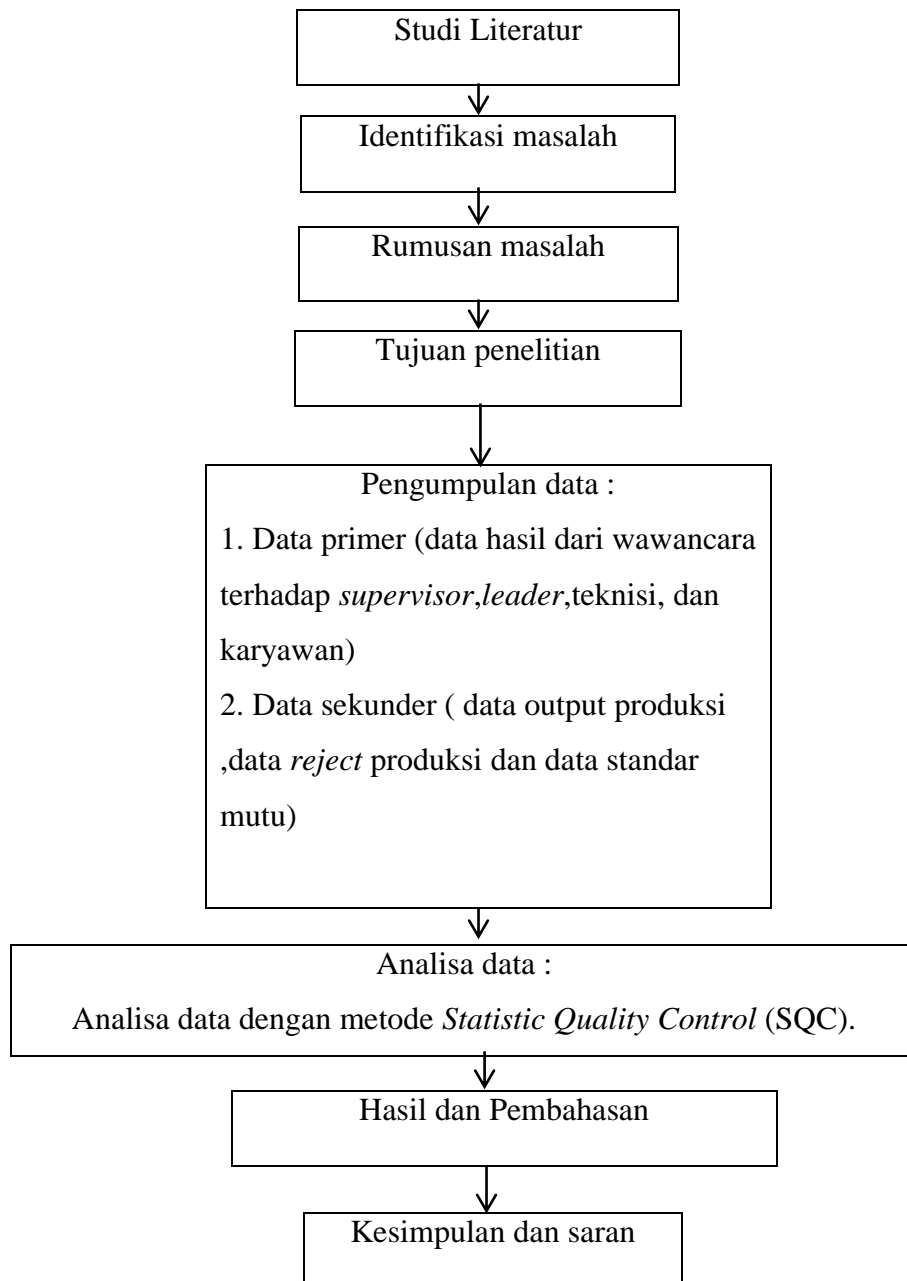 Studi Literatur
Identifikasi masalah
Rumusan masalah
Tujuan penelitian
Pengumpulan data :
1. Data primer (data hasil dari wawancara
terhadap supervisor,leader,teknisi, dan
karyawan)
2. Data sekunder ( data output produksi
,data reject produksi dan data standar
mutu)
Analisa data :
Analisa data dengan metode Statistic Quality Control (SQC).
Hasil dan Pembahasan
Kesimpulan dan saran